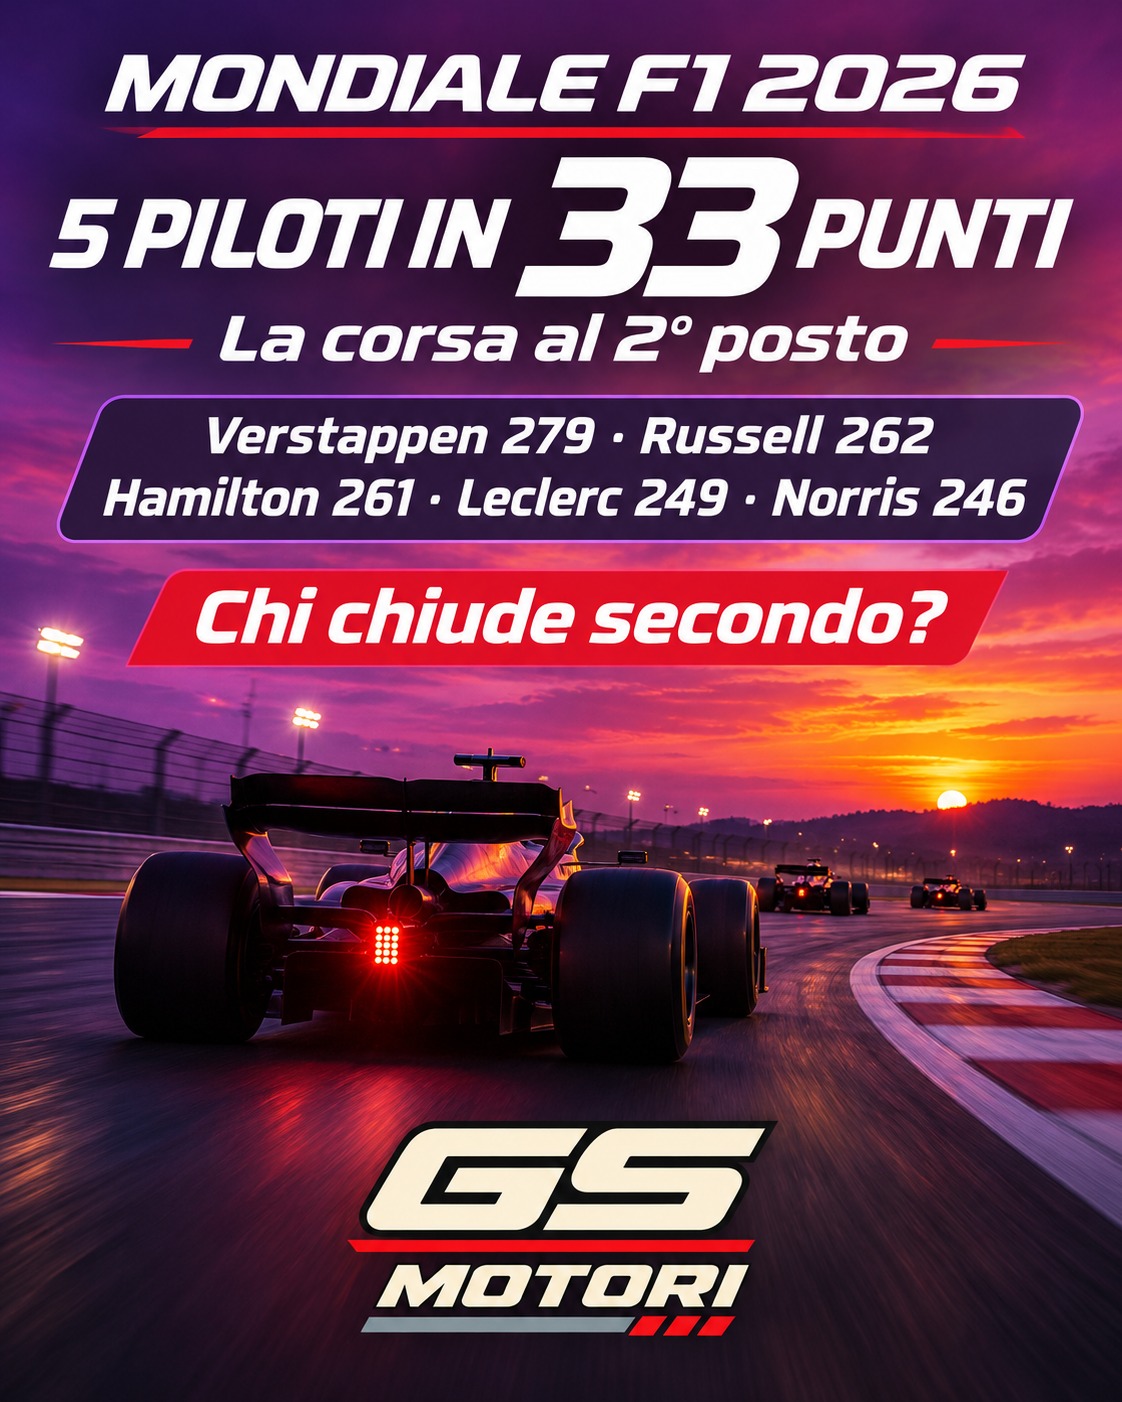 MONDIALE F1 2026
5 PILOTI IN 33 PUNTI
La corsa al 2º posto
Verstappen 279 · Russell 262
Hamilton 261 · Leclerc 249 · Norris 246
Chi chiude secondo?
GS
MOTORI